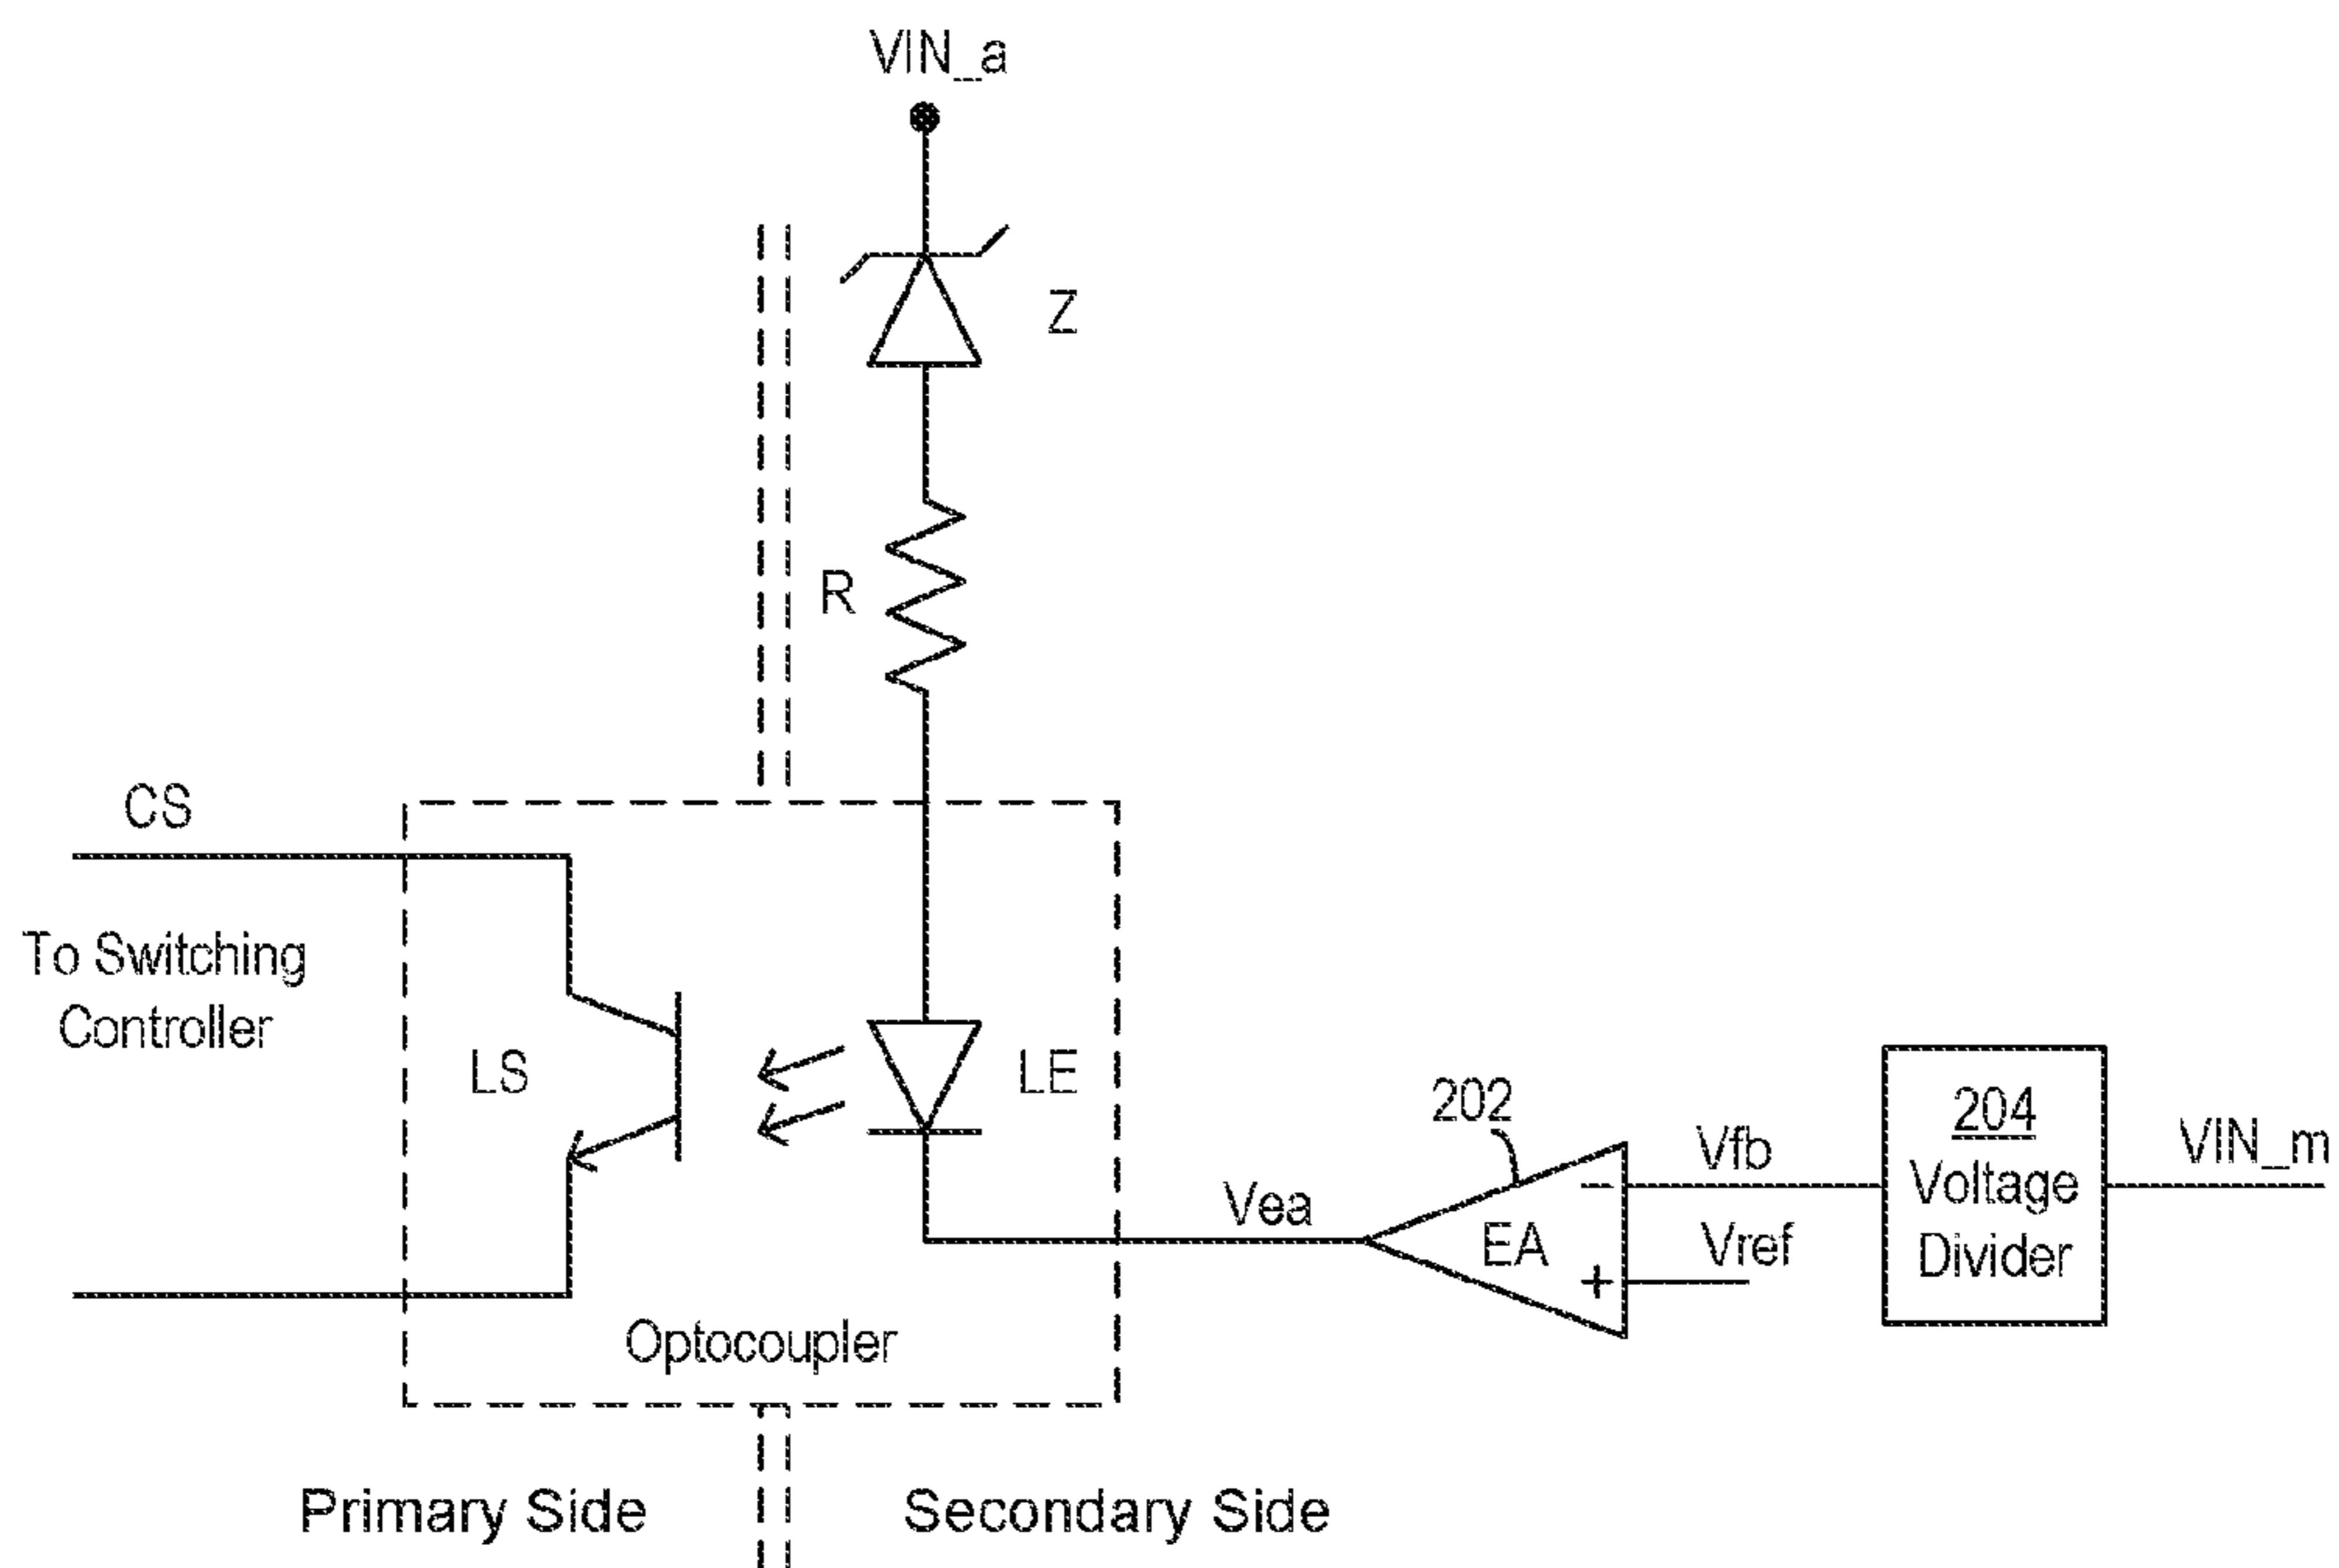 VIN_a
Z
R
CS
To Switching
Controller
LS
LE
202
Vfb
204
Voltage
Divider
VIN_m
Vea
EA
Vref
−
+
Optocoupler
Primary Side
Secondary Side